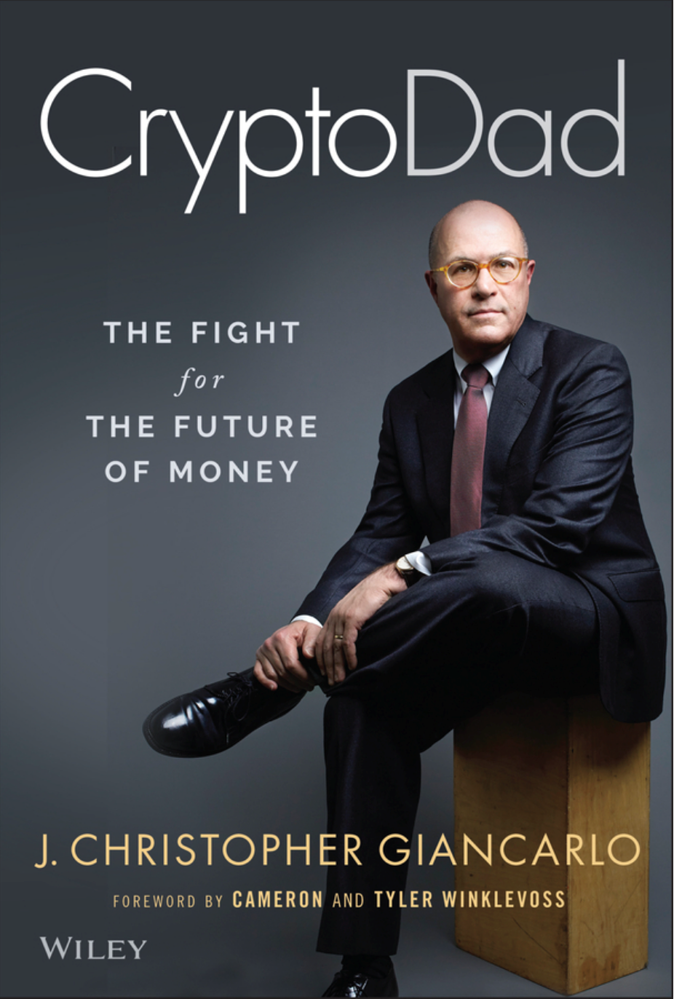 CryptoDad
THE FIGHT
for
THE FUTURE
OF MONEY
J. CHRISTOPHER GIANCARLO
FOREWORD BY CAMERON AND TYLER WINKLEVOSS
WILEY